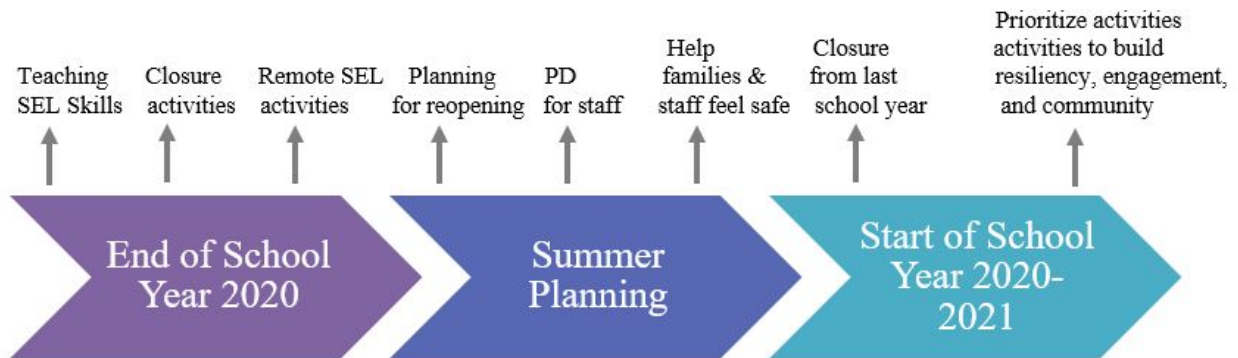 Teaching
SEL Skills
Closure
activities
Remote SEL
activities
Planning
for reopening
PD
for staff
Help
families &
staff feel safe
Closure
from last
school year
Prioritize activities
activities to build
resiliency, engagement,
and community
End of School
Year 2020
Summer
Planning
Start of School
Year 2020-
2021